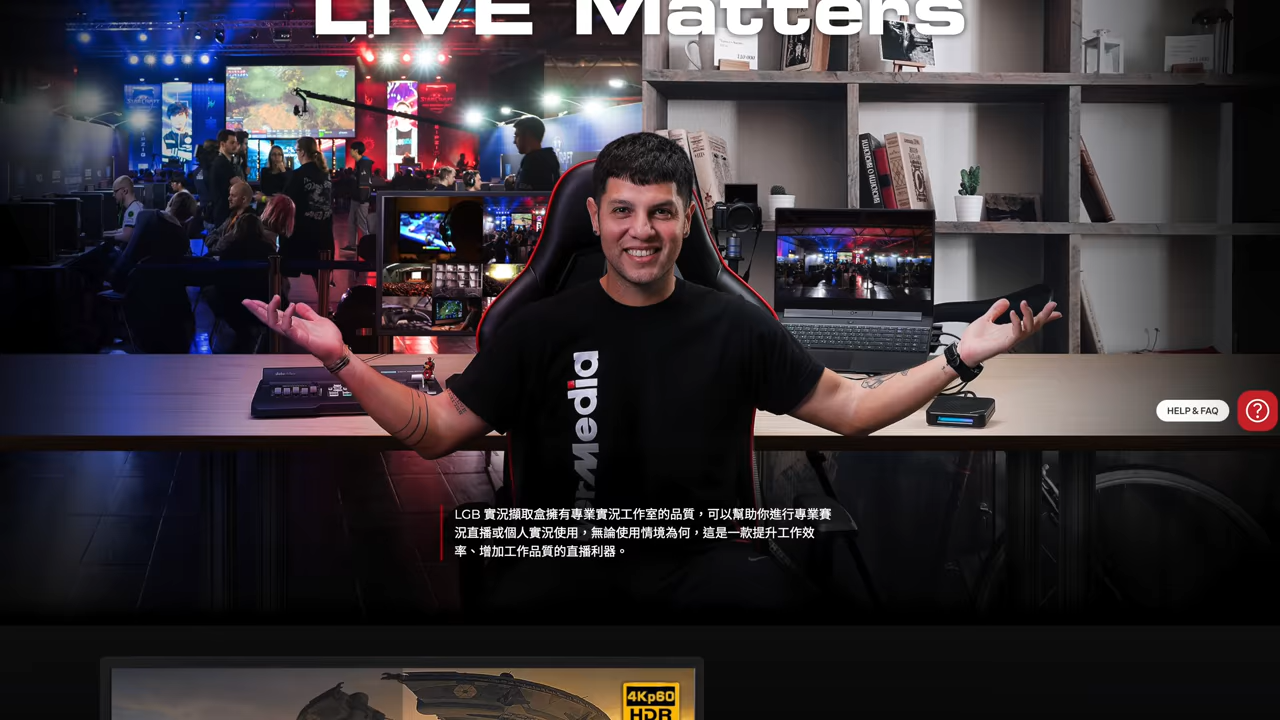 LIVE Matters
AVerMedia
LGB 實況擷取盒擁有專業實況工作室的品質，可以幫助你進行專業賽
況直播或個人實況使用，無論使用情境為何，這是一款提升工作效
率、增加工作品質的直播利器。
HELP & FAQ
4Kp60
HDR